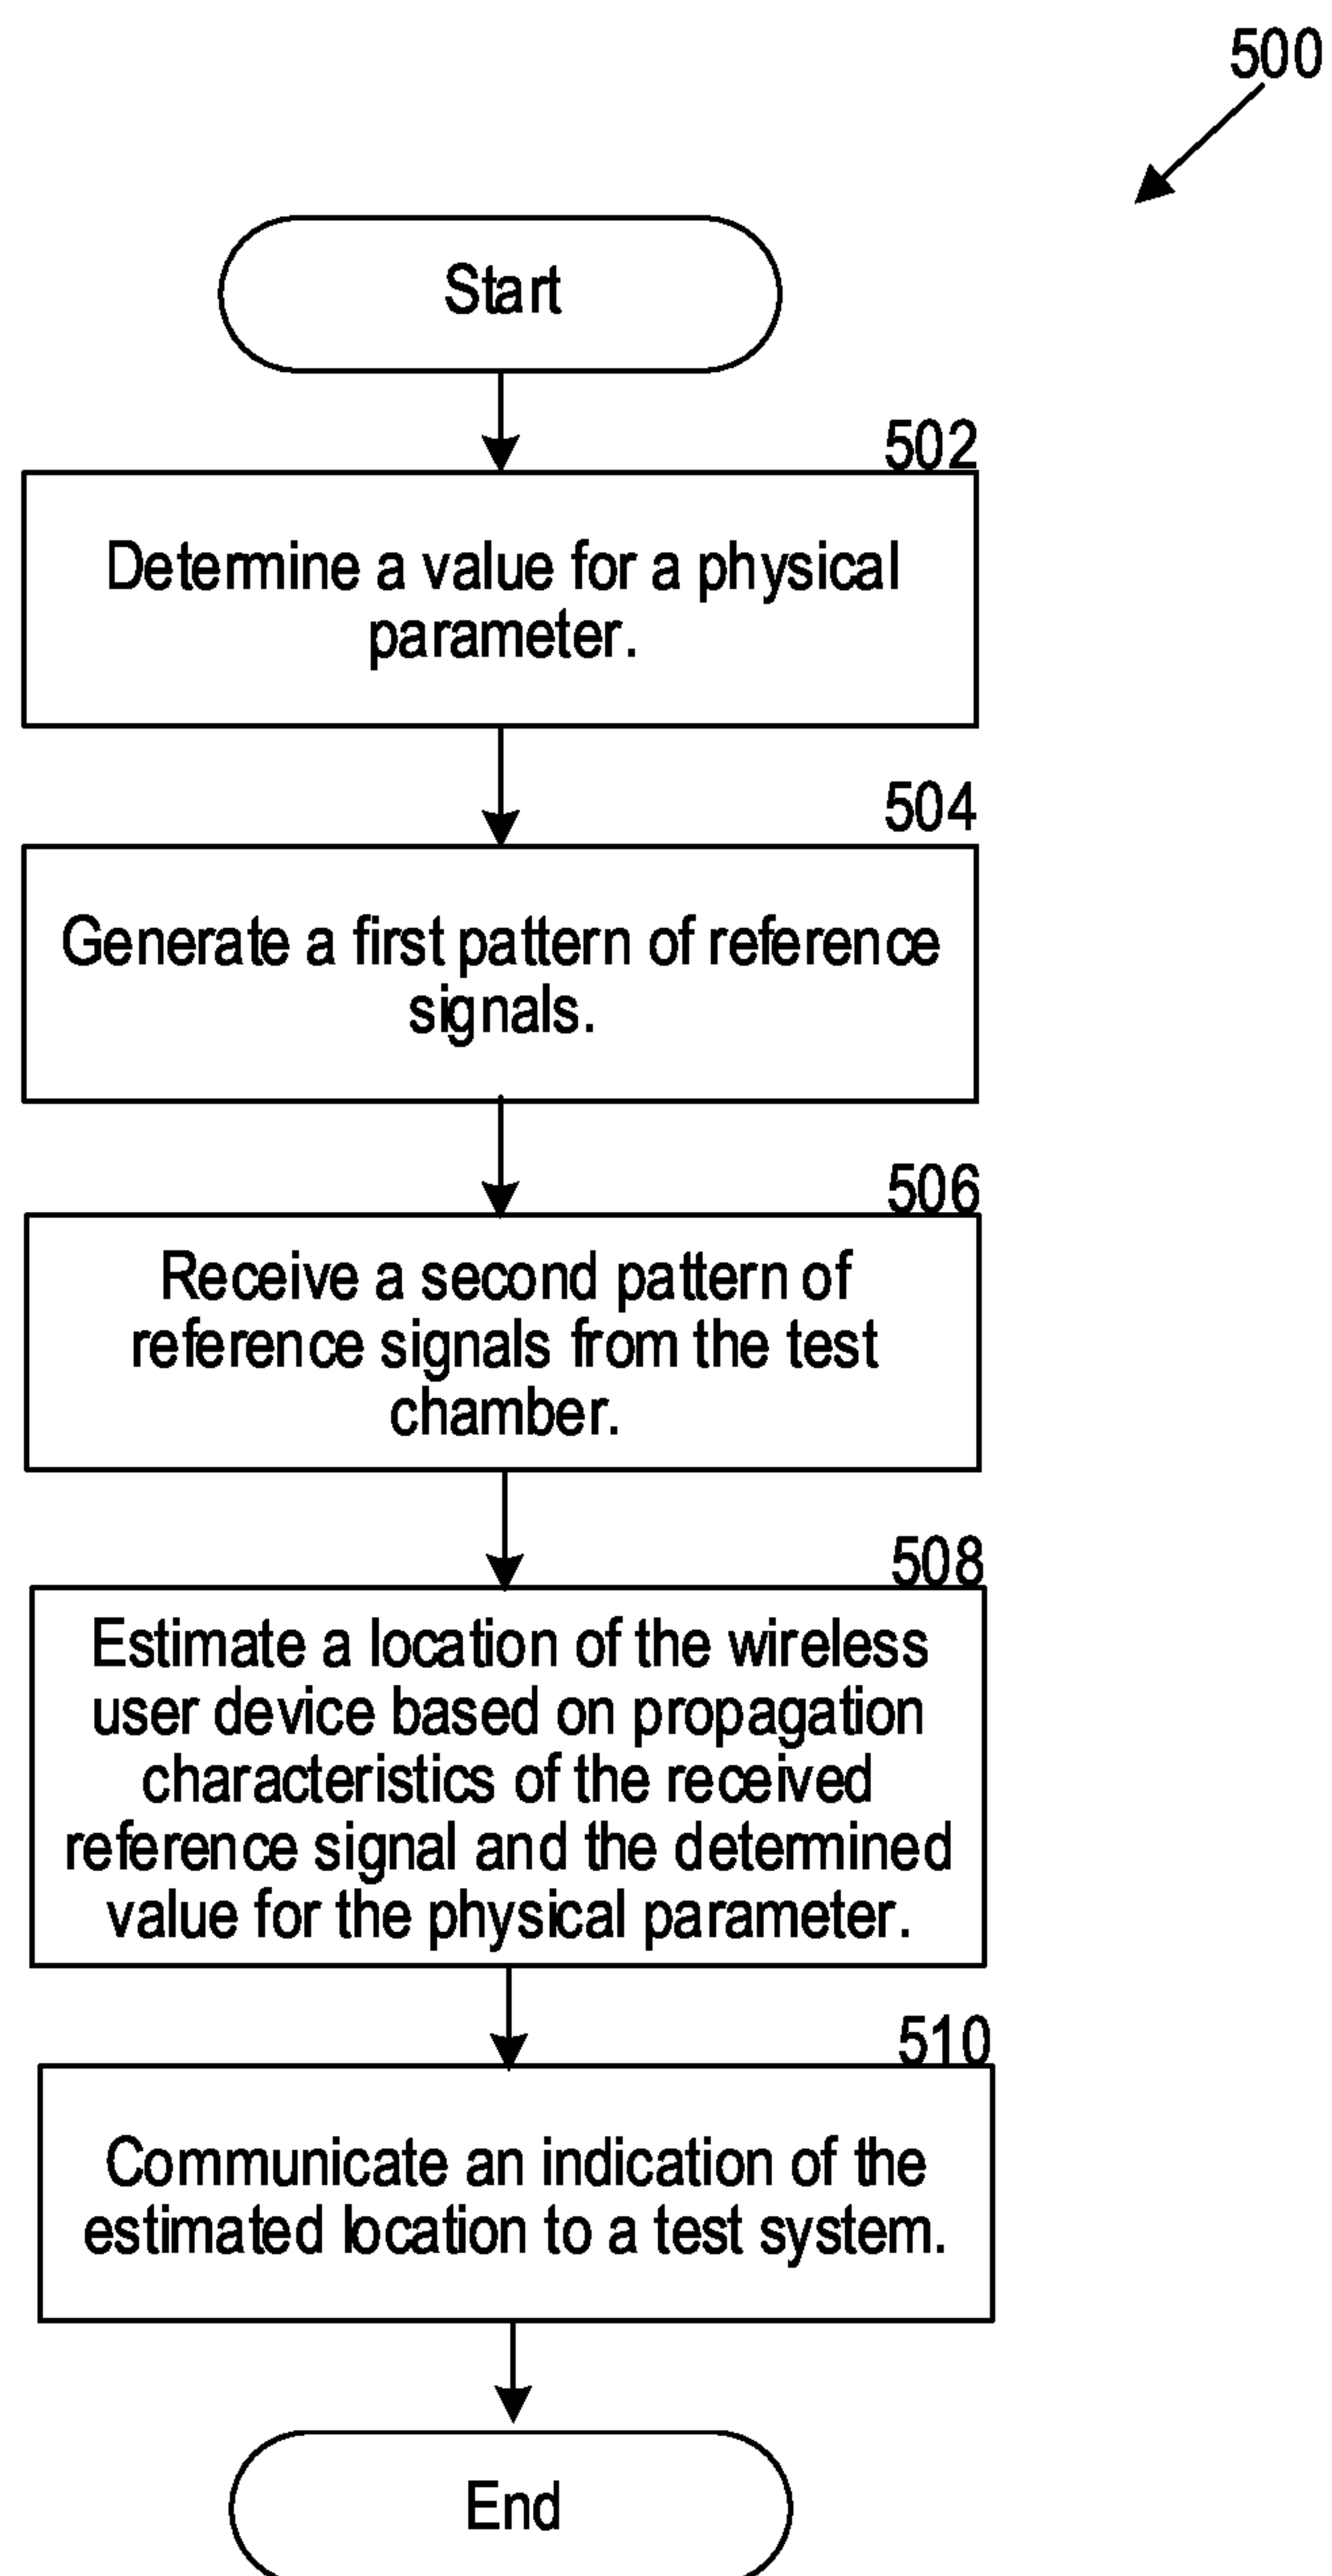 500
Start
502
Determine a value for a physical
parameter.
504
Generate a first pattern of reference
signals.
506
Receive a second pattern of
reference signals from the test
chamber.
508
Estimate a location of the wireless
user device based on propagation
characteristics of the received
reference signal and the determined
value for the physical parameter.
510
Communicate an indication of the
estimated location to a test system.
End